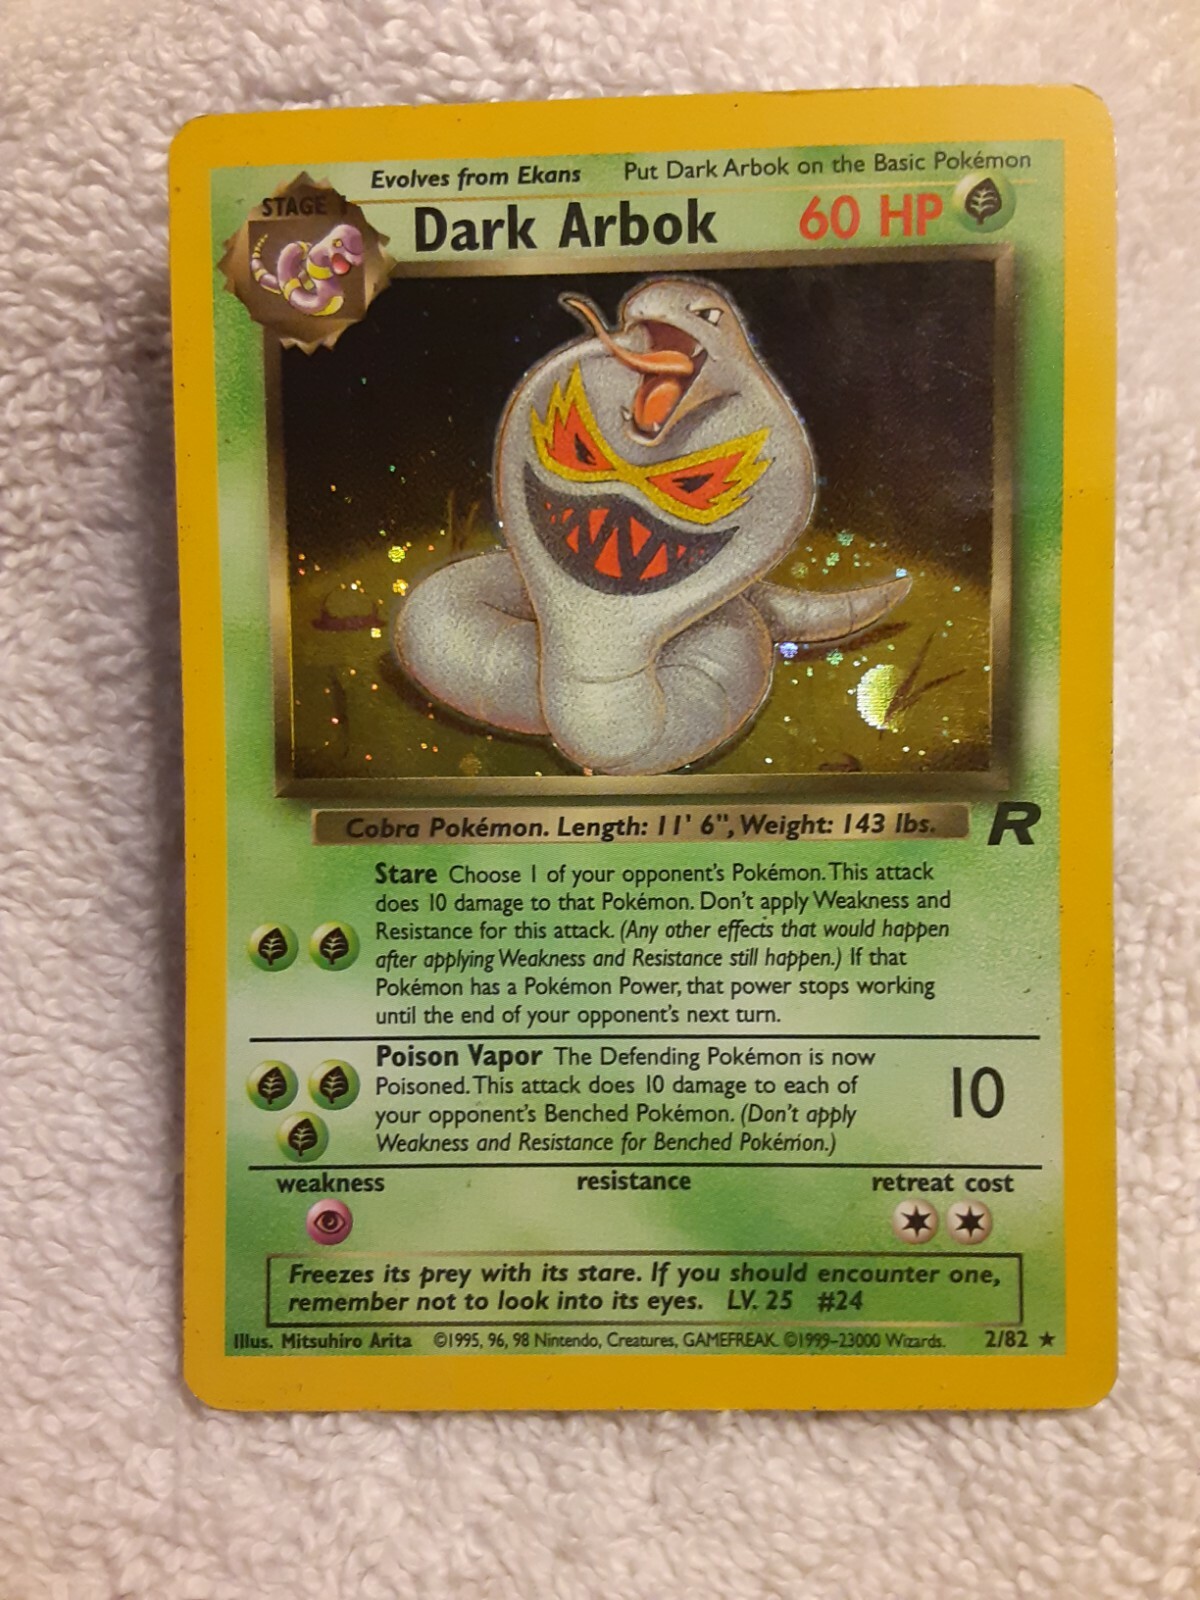 Evolves from Ekans Put Dark Arbok on the Basic Pokémon
STAGE 1
Dark Arbok 60 HP
Cobra Pokémon. Length: 11' 6", Weight: 143 lbs.
R
Stare Choose 1 of your opponent's Pokémon. This attack
does 10 damage to that Pokémon. Don't apply Weakness and
Resistance for this attack. (Any other effects that would happen
after applying Weakness and Resistance still happen.) If that
Pokémon has a Pokémon Power, that power stops working
until the end of your opponent's next turn.
Poison Vapor The Defending Pokémon is now
Poisoned. This attack does 10 damage to each of
your opponent's Benched Pokémon. (Don't apply
Weakness and Resistance for Benched Pokémon.)
10
weakness resistance retreat cost
Freezes its prey with its stare. If you should encounter one,
remember not to look into its eyes. LV. 25 #24
Illus. Mitsuhiro Arita ©1995, 96, 98 Nintendo, Creatures, GAMEFREAK. ©1999–23000 Wizards. 2/82 ★